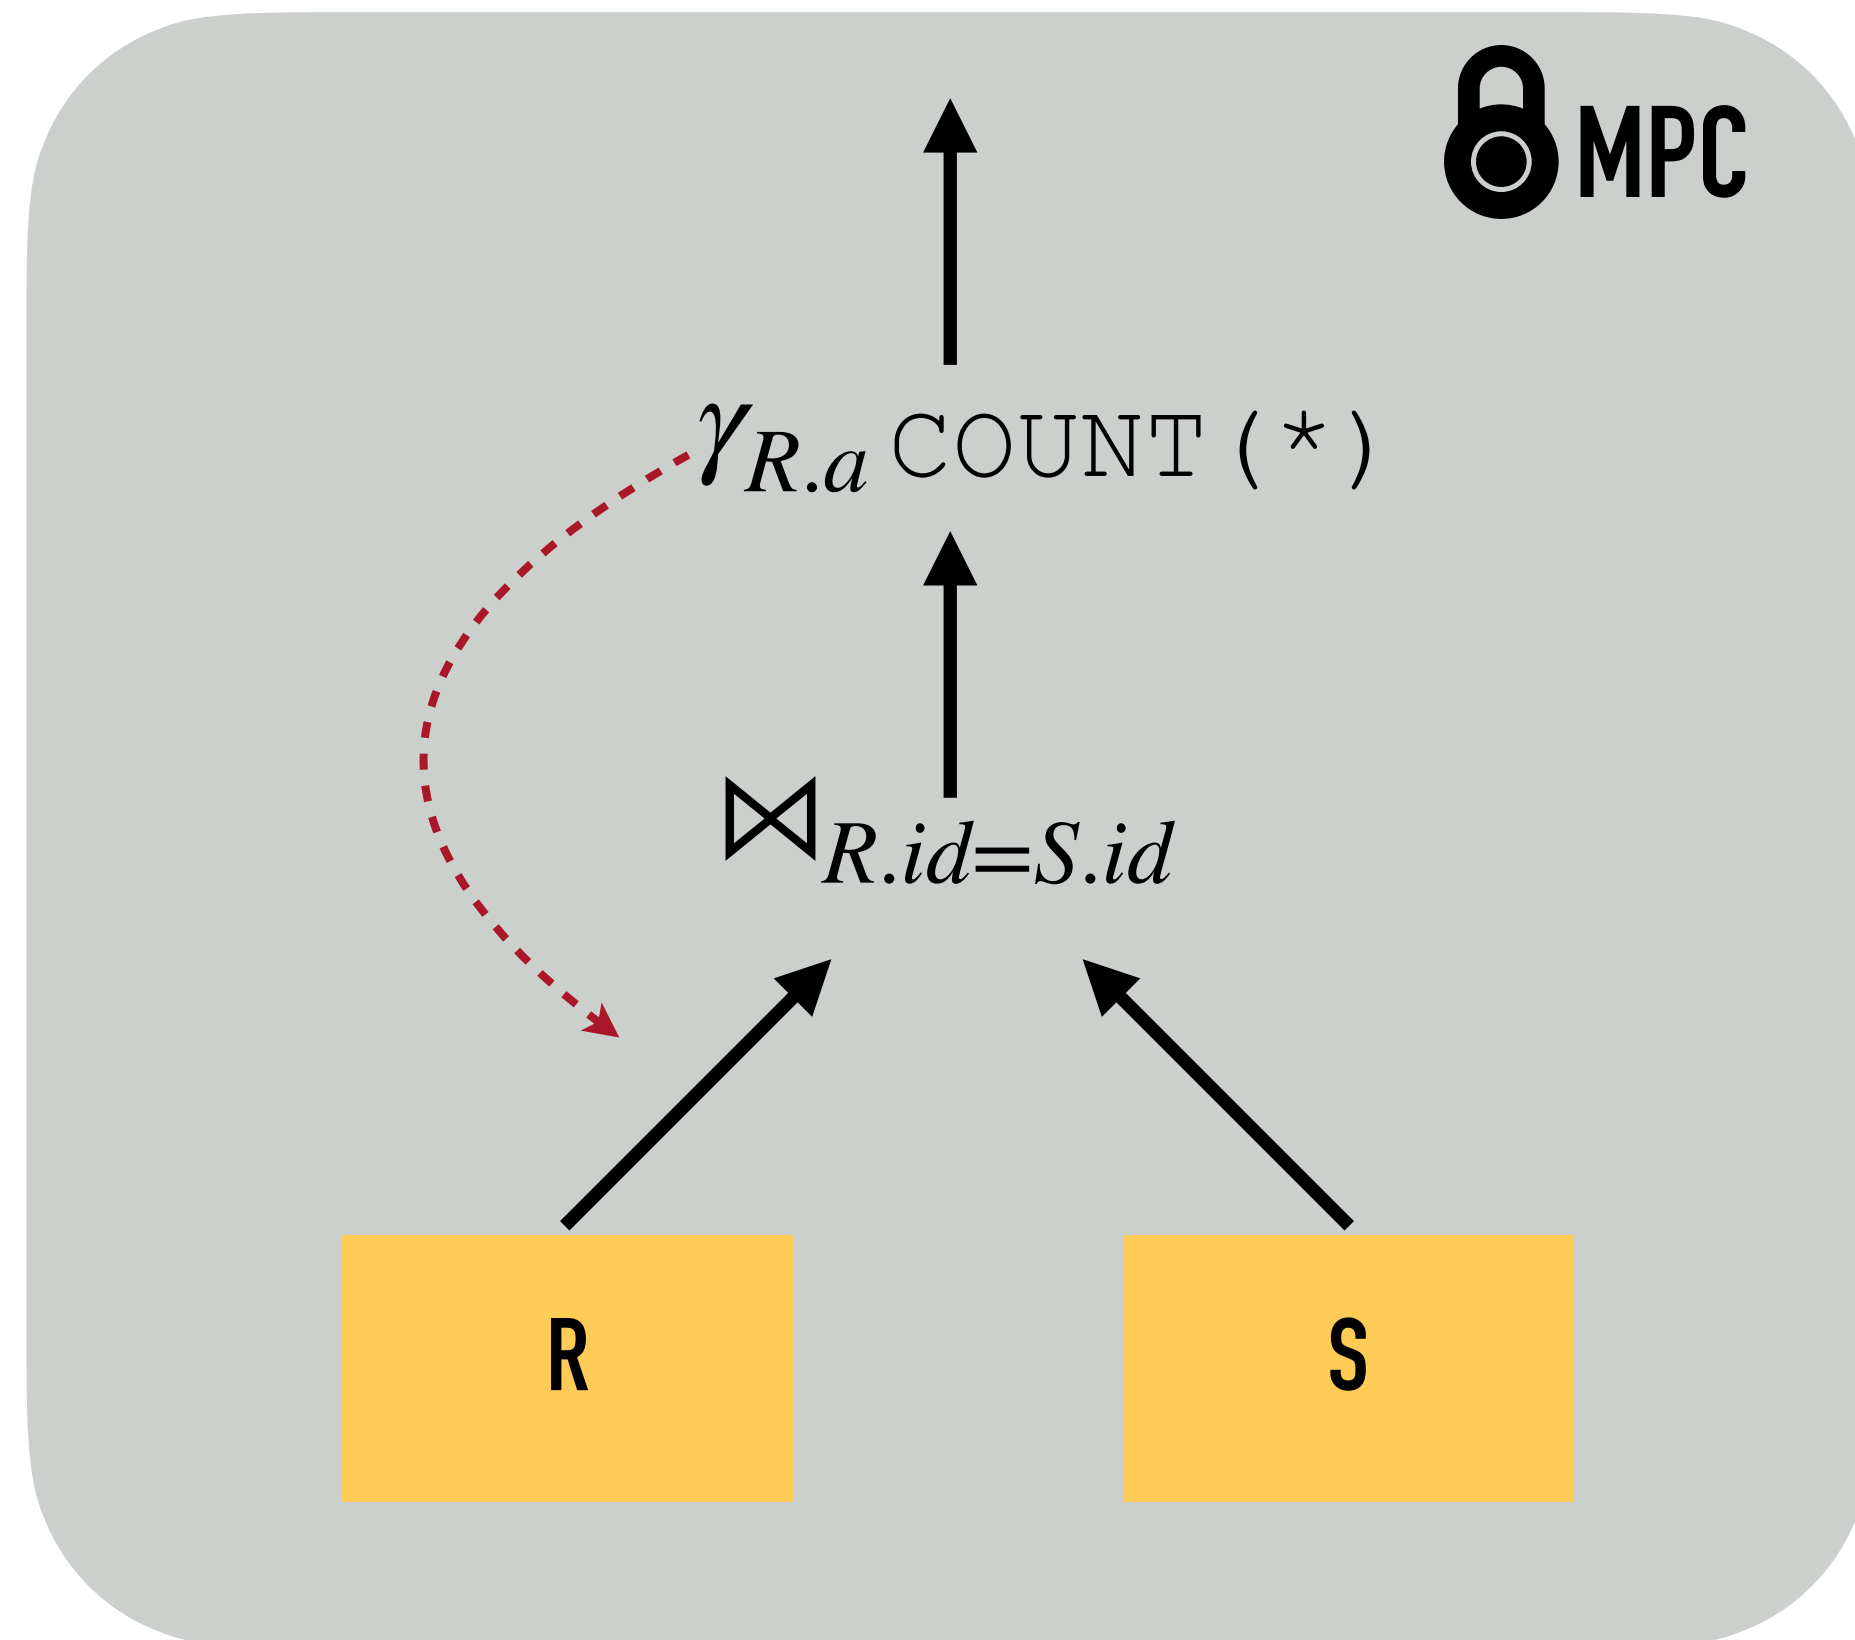 MPC
γR.a COUNT(*)
⋈R.id=S.id
R
S